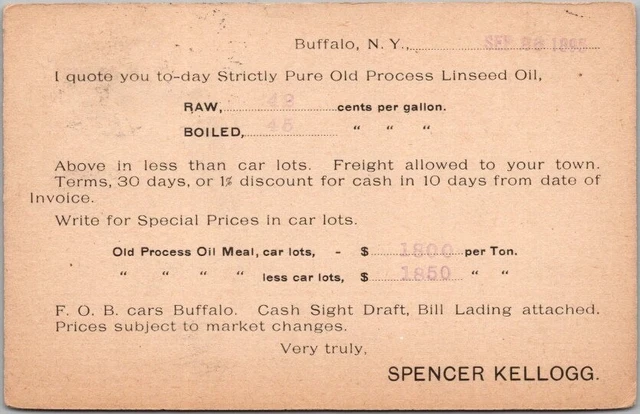 Buffalo, N. Y.,
I quote you to-day Strictly Pure Old Process Linseed Oil,
RAW, cents per gallon.
BOILED, 45 " " "
Above in less than car lots. Freight allowed to your town.
Terms, 30 days, or 1% discount for cash in 10 days from date of
Invoice.
Write for Special Prices in car lots.
Old Process Oil Meal, car lots, - $ 1800 per Ton.
" " " " less car lots, $ 1850 " "
F. O. B. cars Buffalo. Cash Sight Draft, Bill Lading attached.
Prices subject to market changes.
Very truly,
SPENCER KELLOGG.